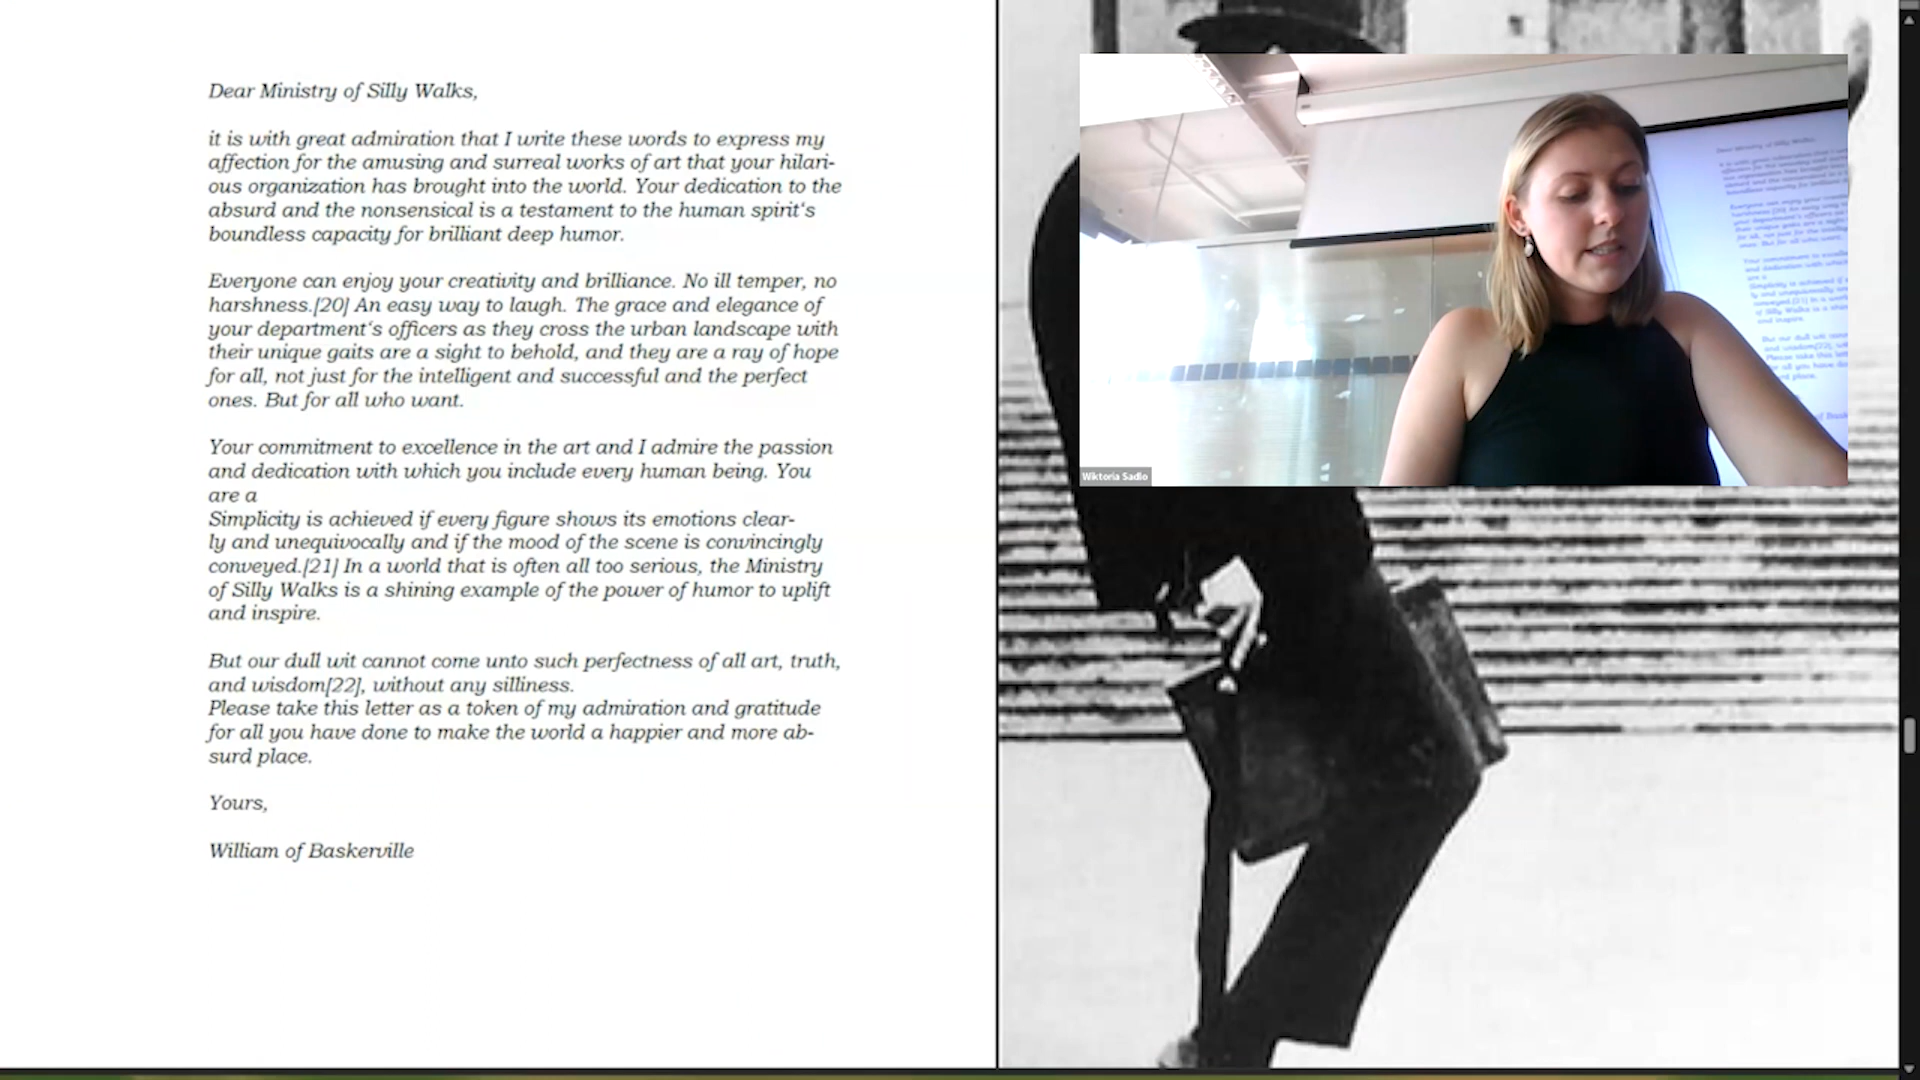 Dear Ministry of Silly Walks,
it is with great admiration that I write these words to express my
affection for the amusing and surreal works of art that your hilari-
ous organization has brought into the world. Your dedication to the
absurd and the nonsensical is a testament to the human spirit‘s
boundless capacity for brilliant deep humor.
Everyone can enjoy your creativity and brilliance. No ill temper, no
harshness.[20] An easy way to laugh. The grace and elegance of
your department‘s officers as they cross the urban landscape with
their unique gaits are a sight to behold, and they are a ray of hope
for all, not just for the intelligent and successful and the perfect
ones. But for all who want.
Your commitment to excellence in the art and I admire the passion
and dedication with which you include every human being. You
are a
Simplicity is achieved if every figure shows its emotions clear-
ly and unequivocally and if the mood of the scene is convincingly
conveyed.[21] In a world that is often all too serious, the Ministry
of Silly Walks is a shining example of the power of humor to uplift
and inspire.
But our dull wit cannot come unto such perfectness of all art, truth,
and wisdom[22], without any silliness.
Please take this letter as a token of my admiration and gratitude
for all you have done to make the world a happier and more ab-
surd place.
Yours,
William of Baskerville
Wiktoria Sadlo